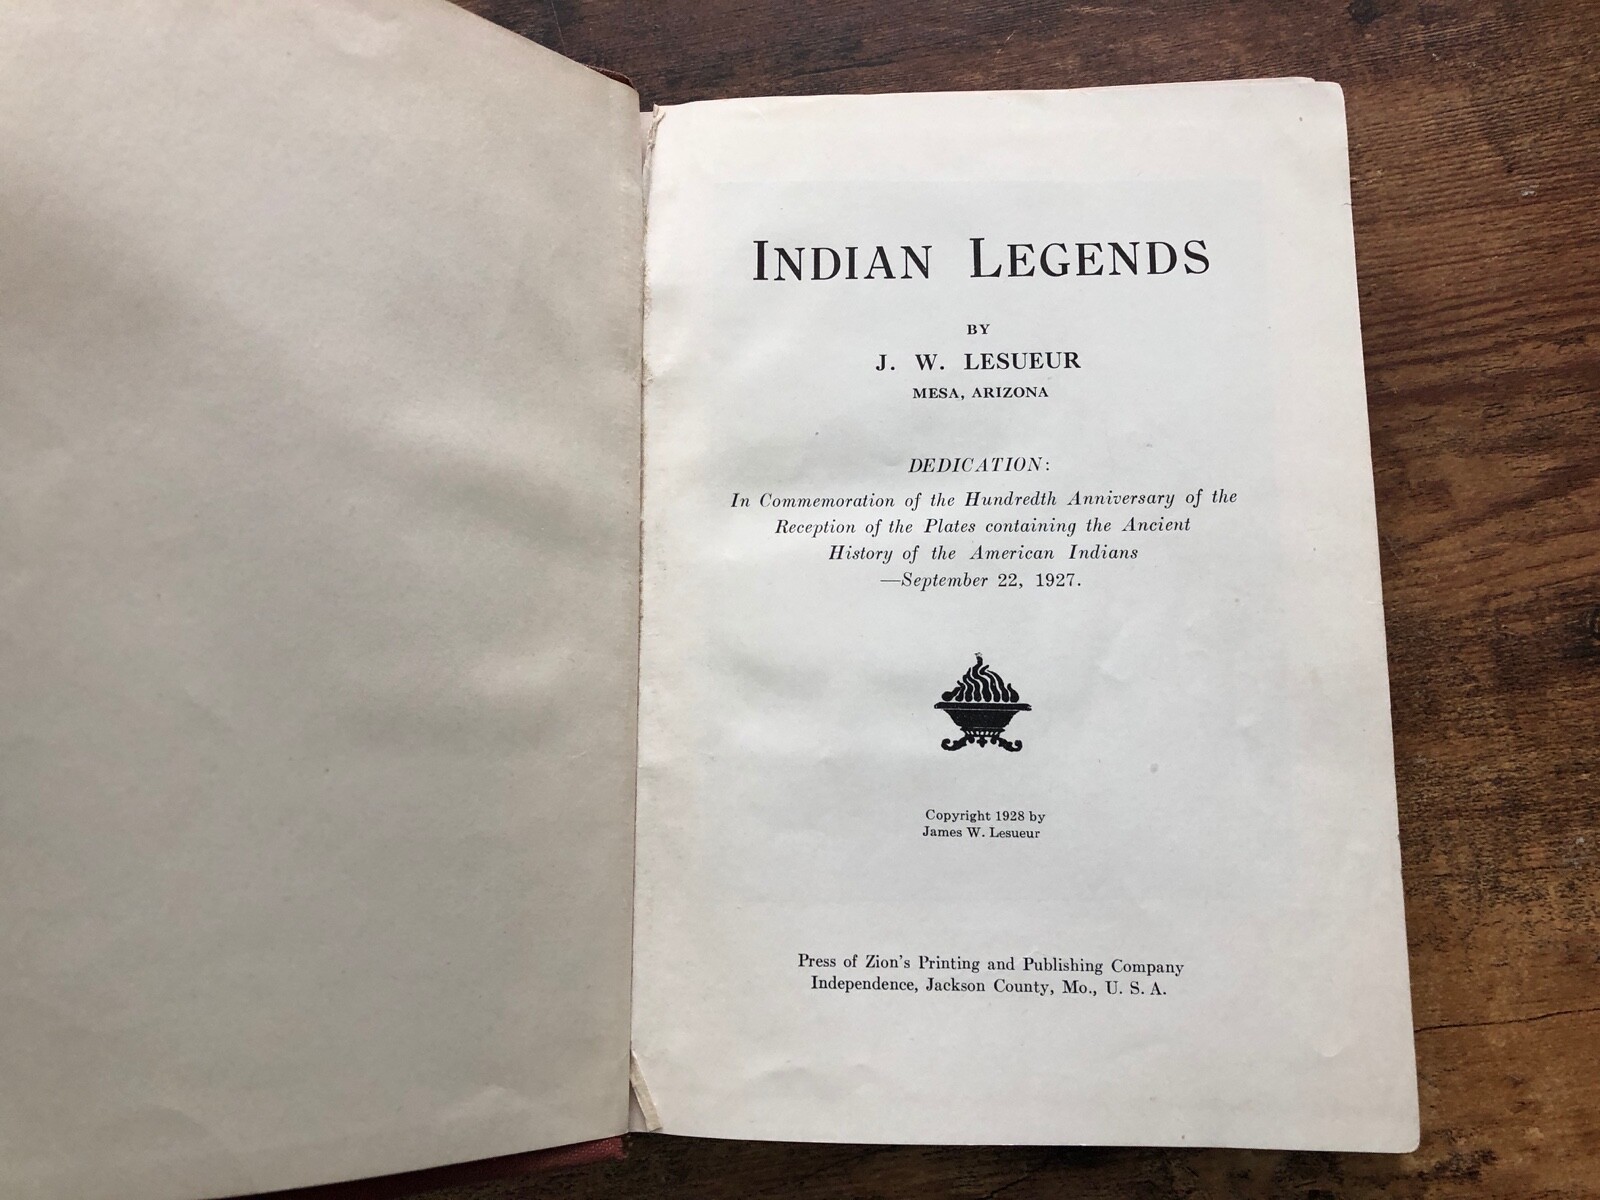 INDIAN LEGENDS
BY
J. W. LESUEUR
MESA, ARIZONA
DEDICATION:
In Commemoration of the Hundredth Anniversary of the
Reception of the Plates containing the Ancient
History of the American Indians
—September 22, 1927.
Copyright 1928 by
James W. Lesueur
Press of Zion's Printing and Publishing Company
Independence, Jackson County, Mo., U. S. A.